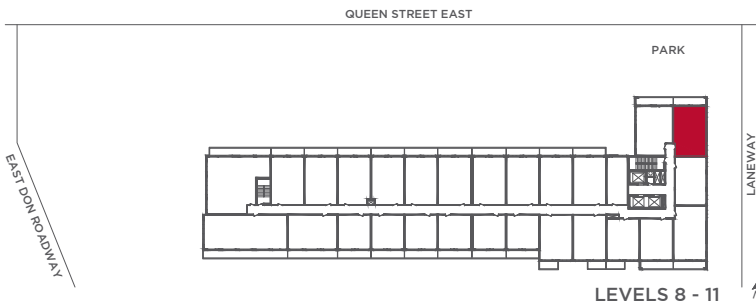 QUEEN STREET EAST
PARK
EAST DON ROADWAY
LANEWAY
LEVELS 8 - 11